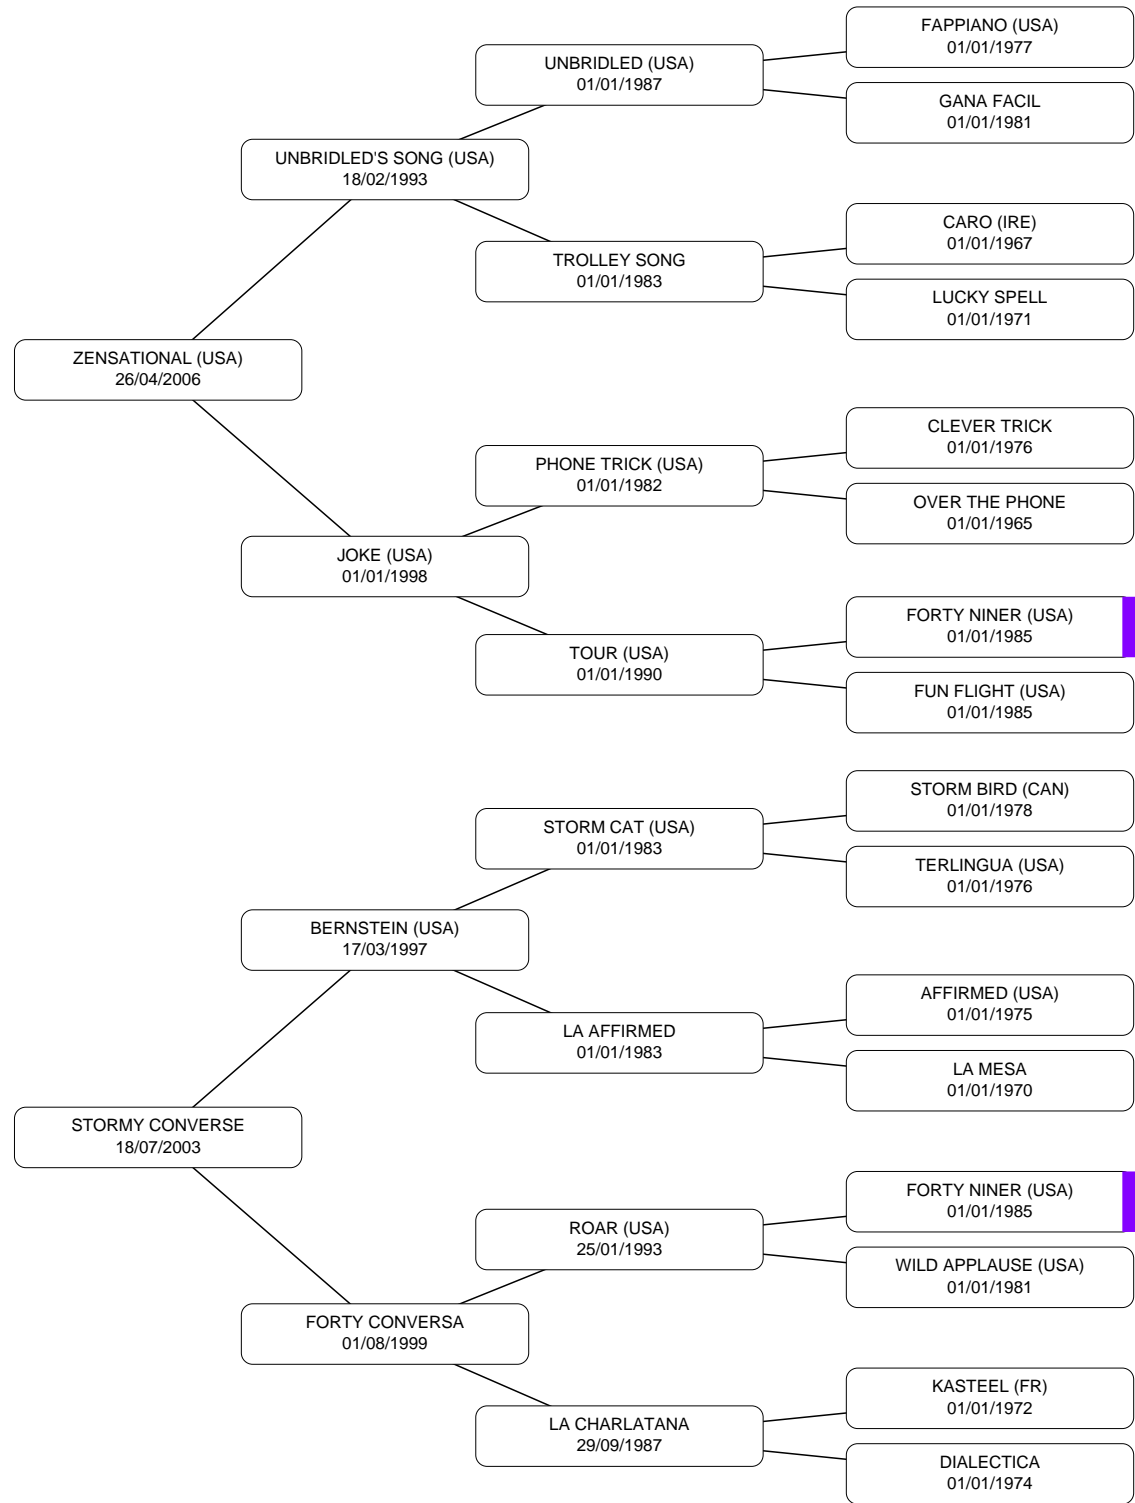 FAPPIANO (USA)
01/01/1977
UNBRIDLED (USA)
01/01/1987
GANA FACIL
01/01/1981
UNBRIDLED'S SONG (USA)
18/02/1993
CARO (IRE)
01/01/1967
TROLLEY SONG
01/01/1983
LUCKY SPELL
01/01/1971
ZENSATIONAL (USA)
26/04/2006
CLEVER TRICK
01/01/1976
PHONE TRICK (USA)
01/01/1982
OVER THE PHONE
01/01/1965
JOKE (USA)
01/01/1998
FORTY NINER (USA)
01/01/1985
TOUR (USA)
01/01/1990
FUN FLIGHT (USA)
01/01/1985
STORM BIRD (CAN)
01/01/1978
STORM CAT (USA)
01/01/1983
TERLINGUA (USA)
01/01/1976
BERNSTEIN (USA)
17/03/1997
AFFIRMED (USA)
01/01/1975
LA AFFIRMED
01/01/1983
LA MESA
01/01/1970
STORMY CONVERSE
18/07/2003
FORTY NINER (USA)
01/01/1985
ROAR (USA)
25/01/1993
WILD APPLAUSE (USA)
01/01/1981
FORTY CONVERSA
01/08/1999
KASTEEL (FR)
01/01/1972
LA CHARLATANA
29/09/1987
DIALECTICA
01/01/1974